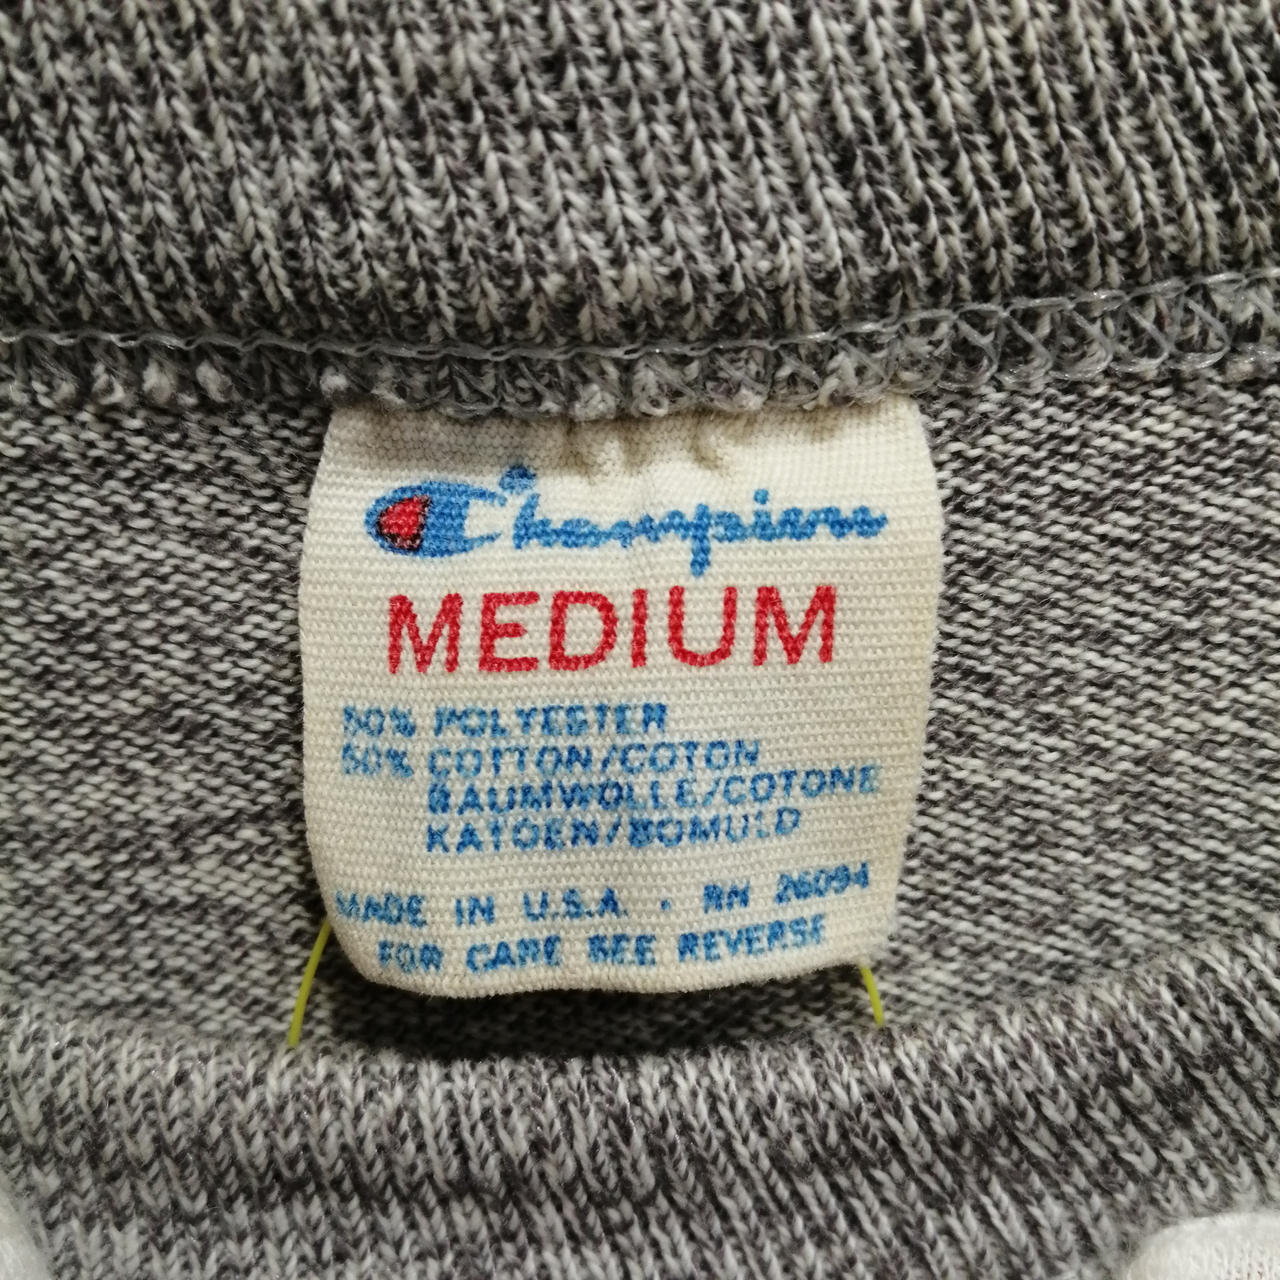 Champion
MEDIUM
50% POLYESTER
50% COTTON/COTON
BAUMWOLLE/COTONE
KATOEN/BOMULD
MADE IN U.S.A. · RN 26094
FOR CARE SEE REVERSE